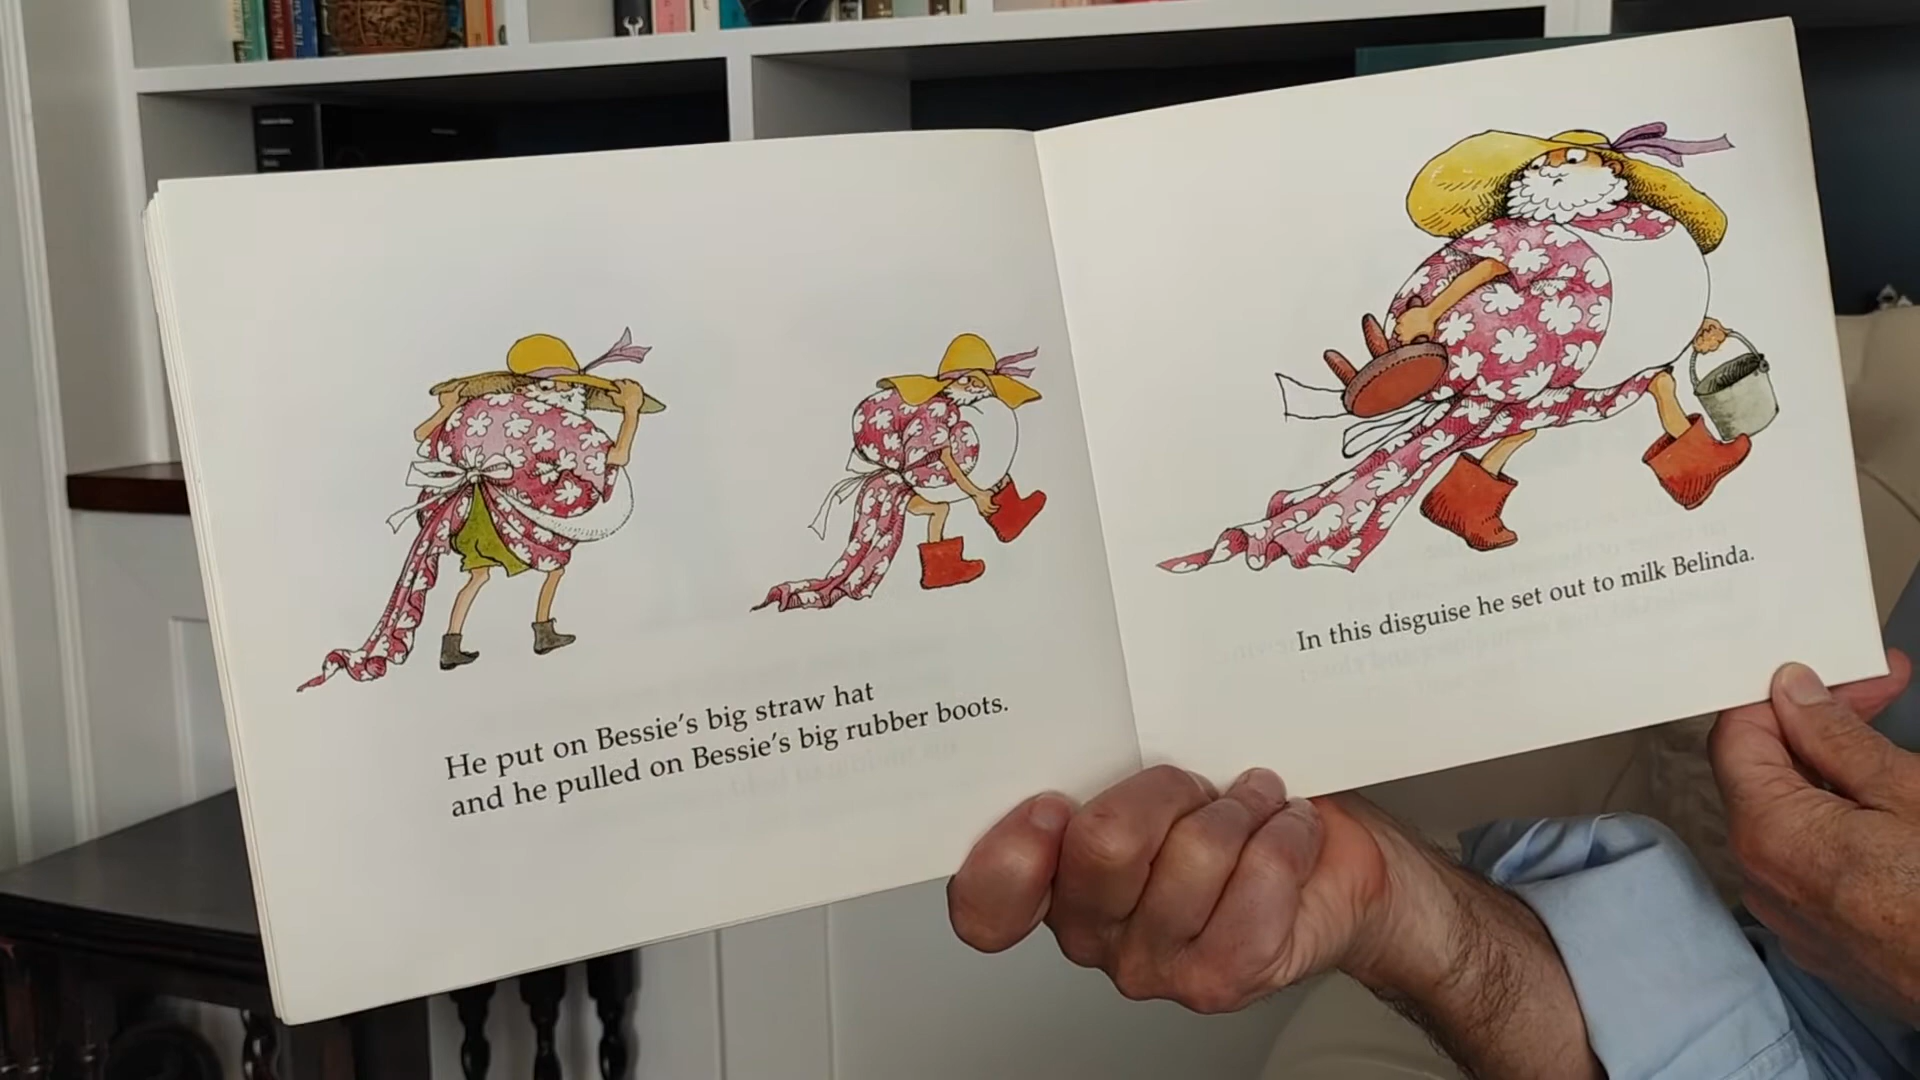 He put on Bessie's big straw hat
and he pulled on Bessie's big rubber boots.
In this disguise he set out to milk Belinda.